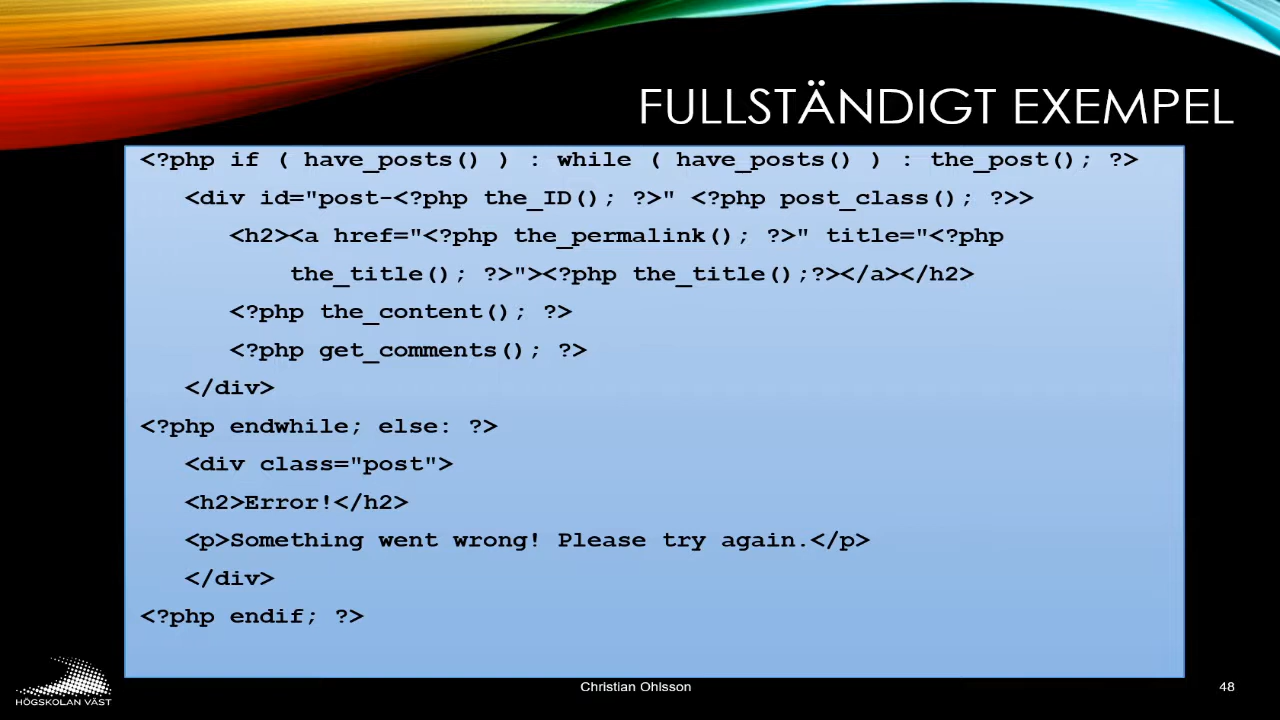 FULLSTÄNDIGT EXEMPEL
<?php if ( have_posts() ) : while ( have_posts() ) : the_post(); ?>
<div id="post-<?php the_ID(); ?>" <?php post_class(); ?>>
<h2><a href="<?php the_permalink(); ?>" title="<?php
the_title(); ?>"><?php the_title();?></a></h2>
<?php the_content(); ?>
<?php get_comments(); ?>
</div>
<?php endwhile; else: ?>
<div class="post">
<h2>Error!</h2>
<p>Something went wrong! Please try again.</p>
</div>
<?php endif; ?>
HÖGSKOLAN VÄST
Christian Ohlsson
48